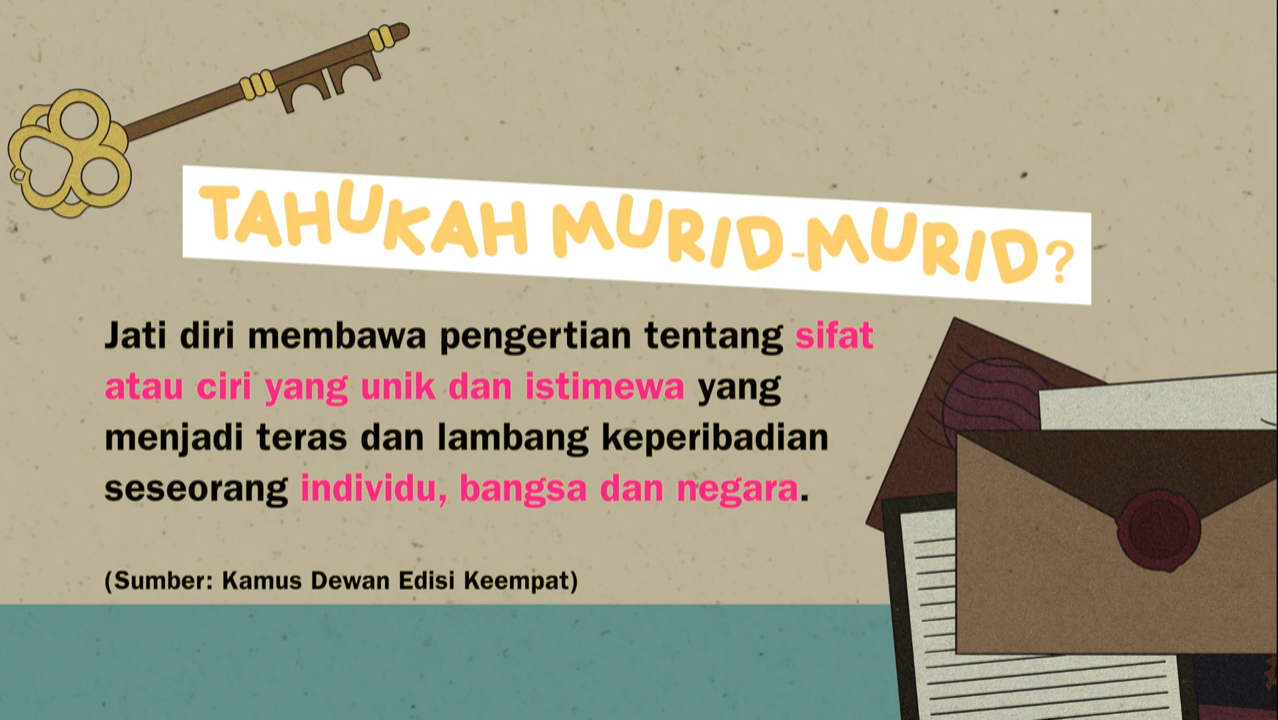 TAHUKAH MURID-MURID?
Jati diri membawa pengertian tentang sifat
atau ciri yang unik dan istimewa yang
menjadi teras dan lambang keperibadian
seseorang individu, bangsa dan negara.
(Sumber: Kamus Dewan Edisi Keempat)